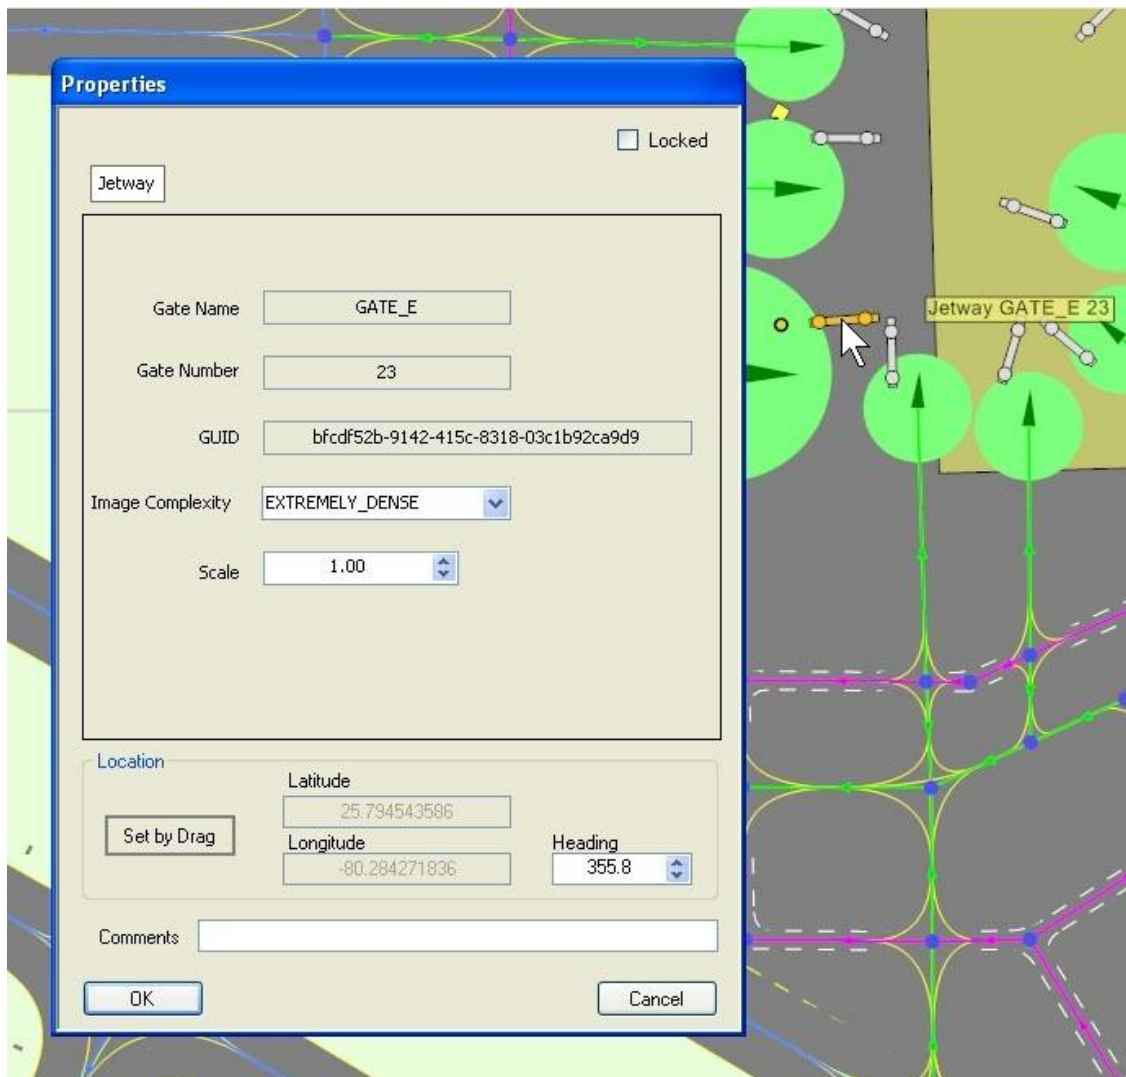 Properties
Locked
Jetway
Gate Name GATE_E
Jetway GATE_E 23
Gate Number 23
GUID bfcdf52b-9142-415c-8318-03c1b92ca9d9
Image Complexity EXTREMELY_DENSE
Scale 1.00
Location
Latitude
25.794543586
Set by Drag
Longitude
-80.284271836
Heading
355.8
Comments
OK
Cancel